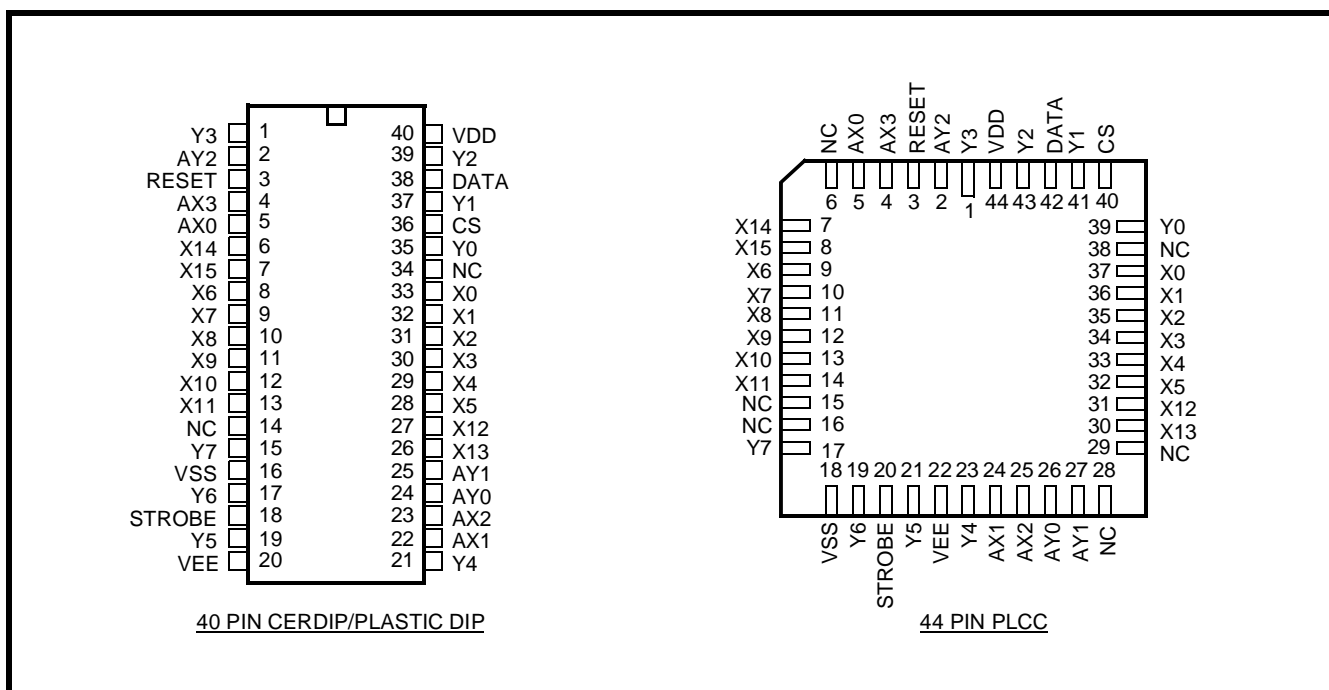 Y3 1 40 VDD
AY2 2 39 Y2
RESET 3 38 DATA
AX3 4 37 Y1
AX0 5 36 CS
X14 6 35 Y0
X15 7 34 NC
X6 8 33 X0
X7 9 32 X1
X8 10 31 X2
X9 11 30 X3
X10 12 29 X4
X11 13 28 X5
NC 14 27 X12
Y7 15 26 X13
VSS 16 25 AY1
Y6 17 24 AY0
STROBE 18 23 AX2
Y5 19 22 AX1
VEE 20 21 Y4
40 PIN CERDIP/PLASTIC DIP
NC AX0 AX3 RESET AY2 Y3 VDD Y2 DATA Y1 CS
6 5 4 3 2 1 44 43 42 41 40
X14 7 39 Y0
X15 8 38 NC
X6 9 37 X0
X7 10 36 X1
X8 11 35 X2
X9 12 34 X3
X10 13 33 X4
X11 14 32 X5
NC 15 31 X12
NC 16 30 X13
Y7 17 29 NC
18 19 20 21 22 23 24 25 26 27 28
VSS Y6 STROBE Y5 VEE Y4 AX1 AX2 AY0 AY1 NC
44 PIN PLCC